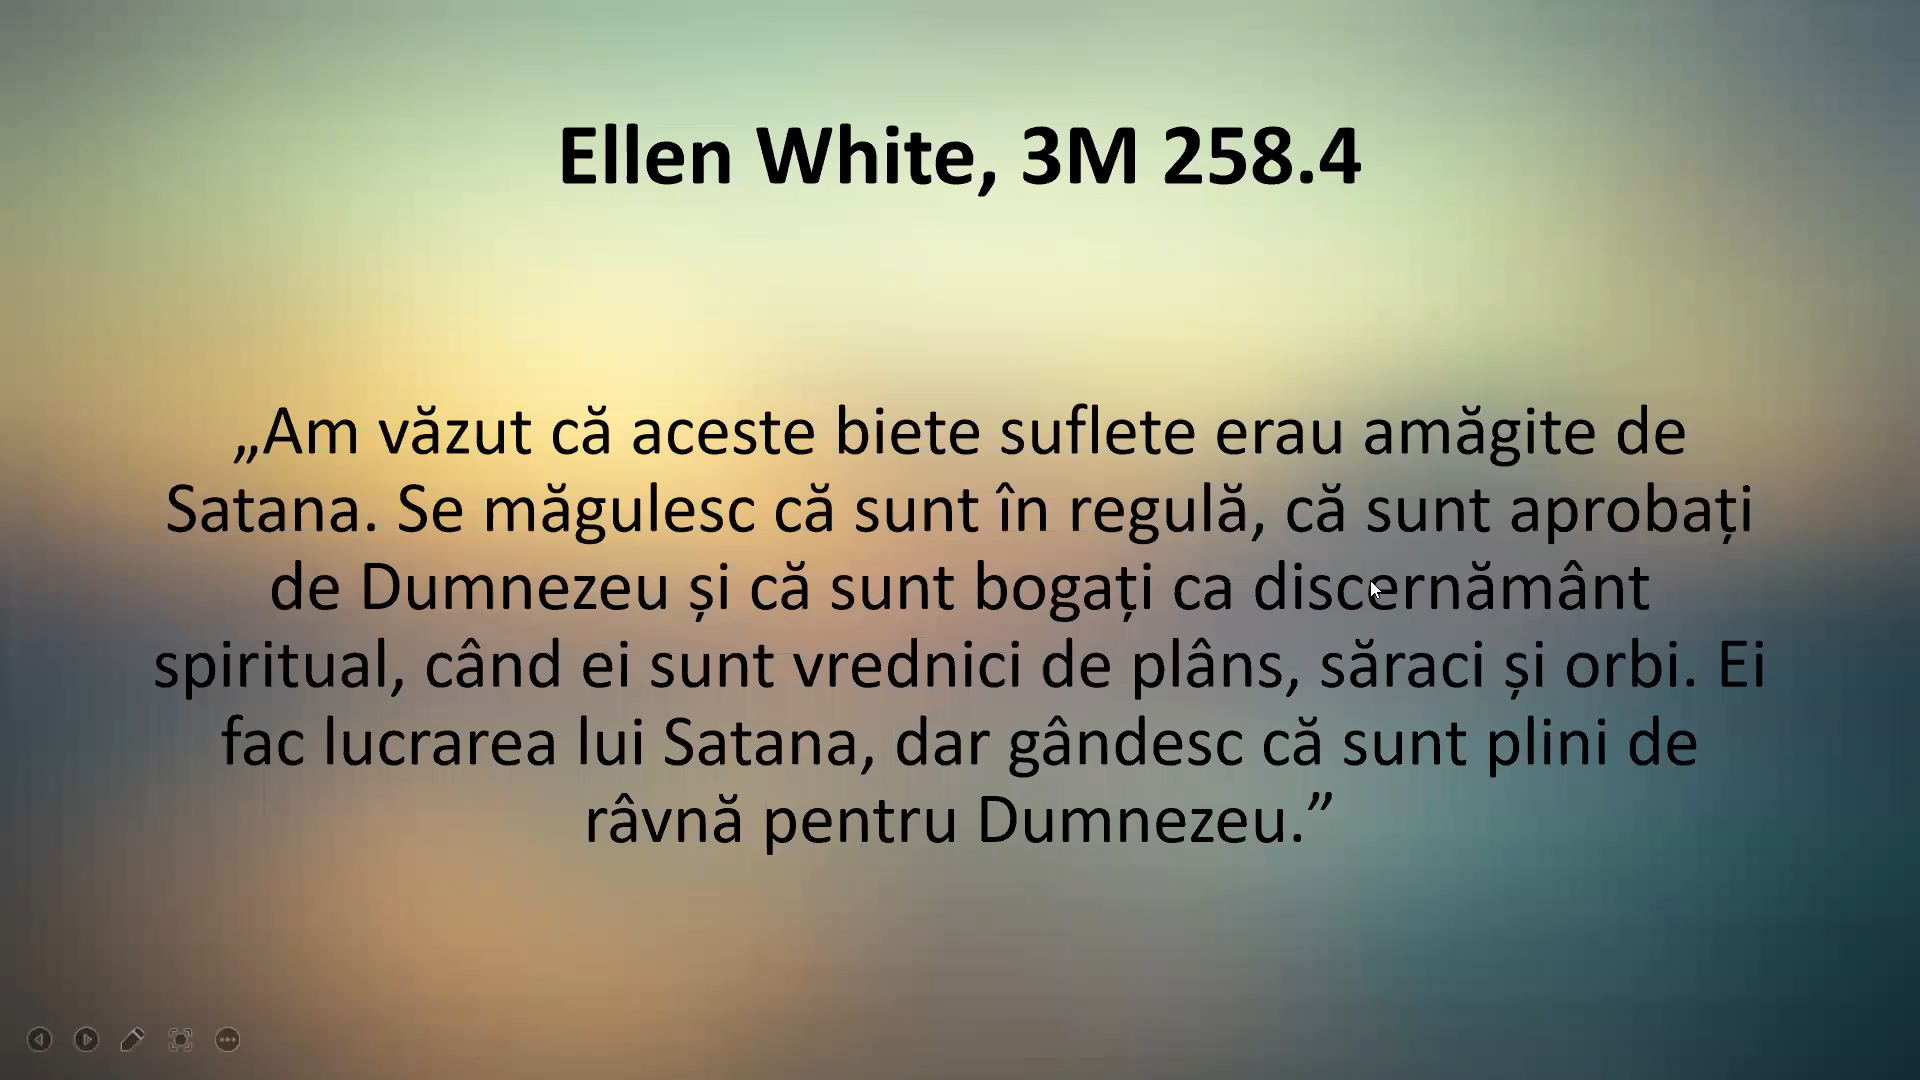 Ellen White, 3M 258.4
„Am văzut că aceste biete suflete erau amăgite de
Satana. Se măgulesc că sunt în regulă, că sunt aprobați
de Dumnezeu și că sunt bogați ca discernământ
spiritual, când ei sunt vrednici de plâns, săraci și orbi. Ei
fac lucrarea lui Satana, dar gândesc că sunt plini de
râvnă pentru Dumnezeu.”